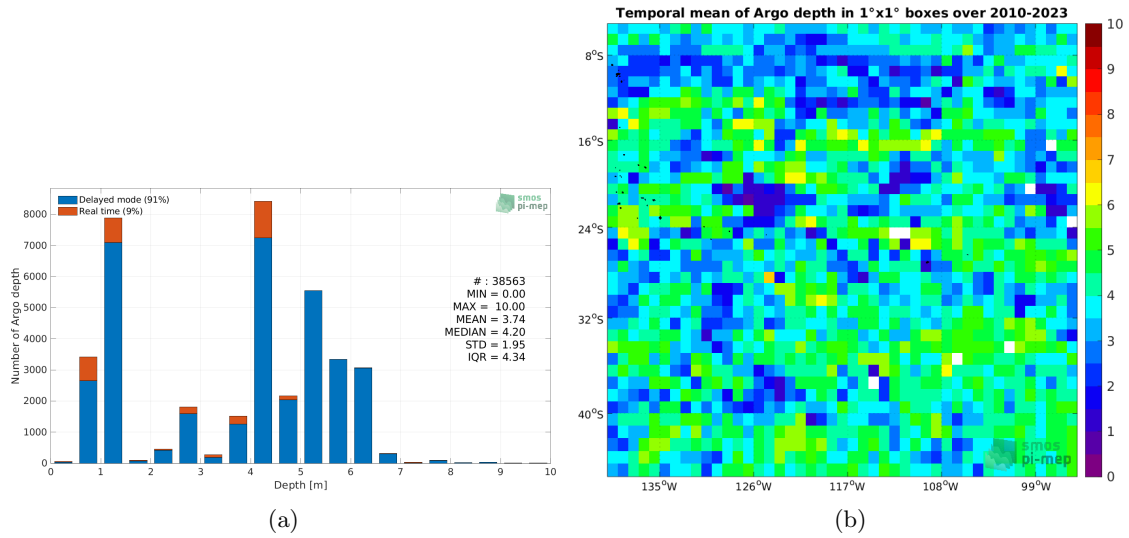 Delayed mode (91%)
Real time (9%)
smos
pi-mep
8000
7000
6000
5000
4000
3000
2000
1000
0
Number of Argo depth
# : 38563
MIN = 0.00
MAX = 10.00
MEAN = 3.74
MEDIAN = 4.20
STD = 1.95
IQR = 4.34
0 1 2 3 4 5 6 7 8 9 10
Depth [m]
(a)
Temporal mean of Argo depth in 1°x1° boxes over 2010-2023
8°S
16°S
24°S
32°S
40°S
135°W 126°W 117°W 108°W 99°W
smos
pi-mep
10
9
8
7
6
5
4
3
2
1
0
(b)